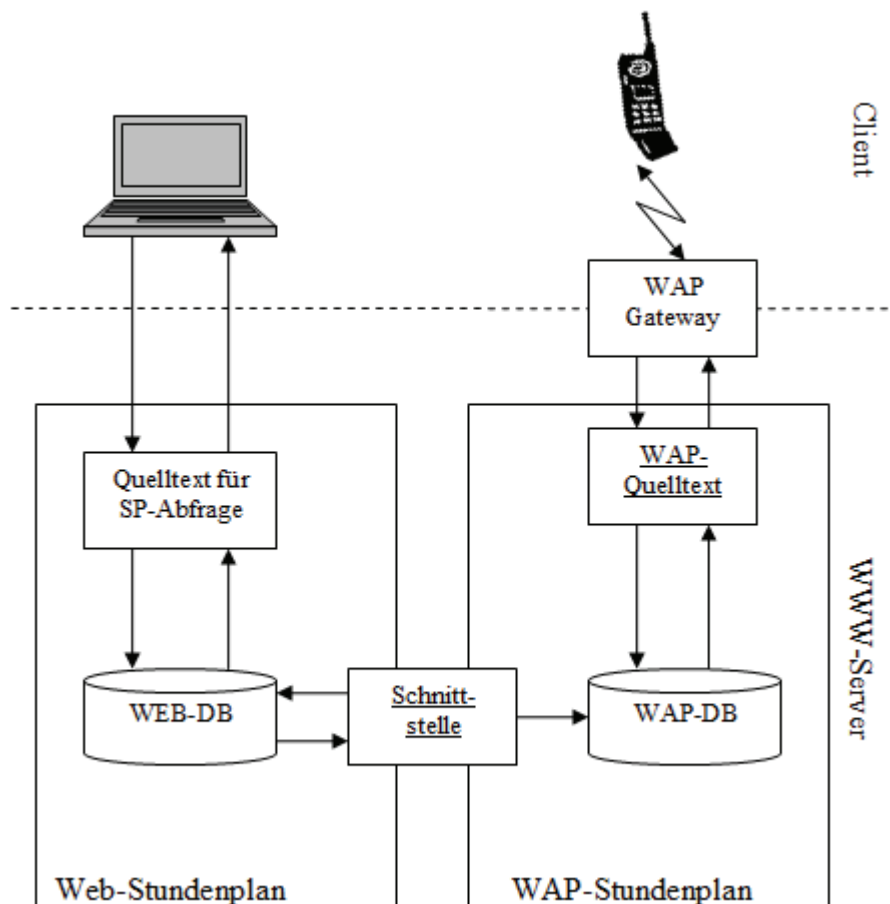 Client
WAP
Gateway
Quelltext für
SP-Abfrage
WAP-
Quelltext
WWW-Server
WEB-DB
Schnitt-
stelle
WAP-DB
Web-Stundenplan
WAP-Stundenplan